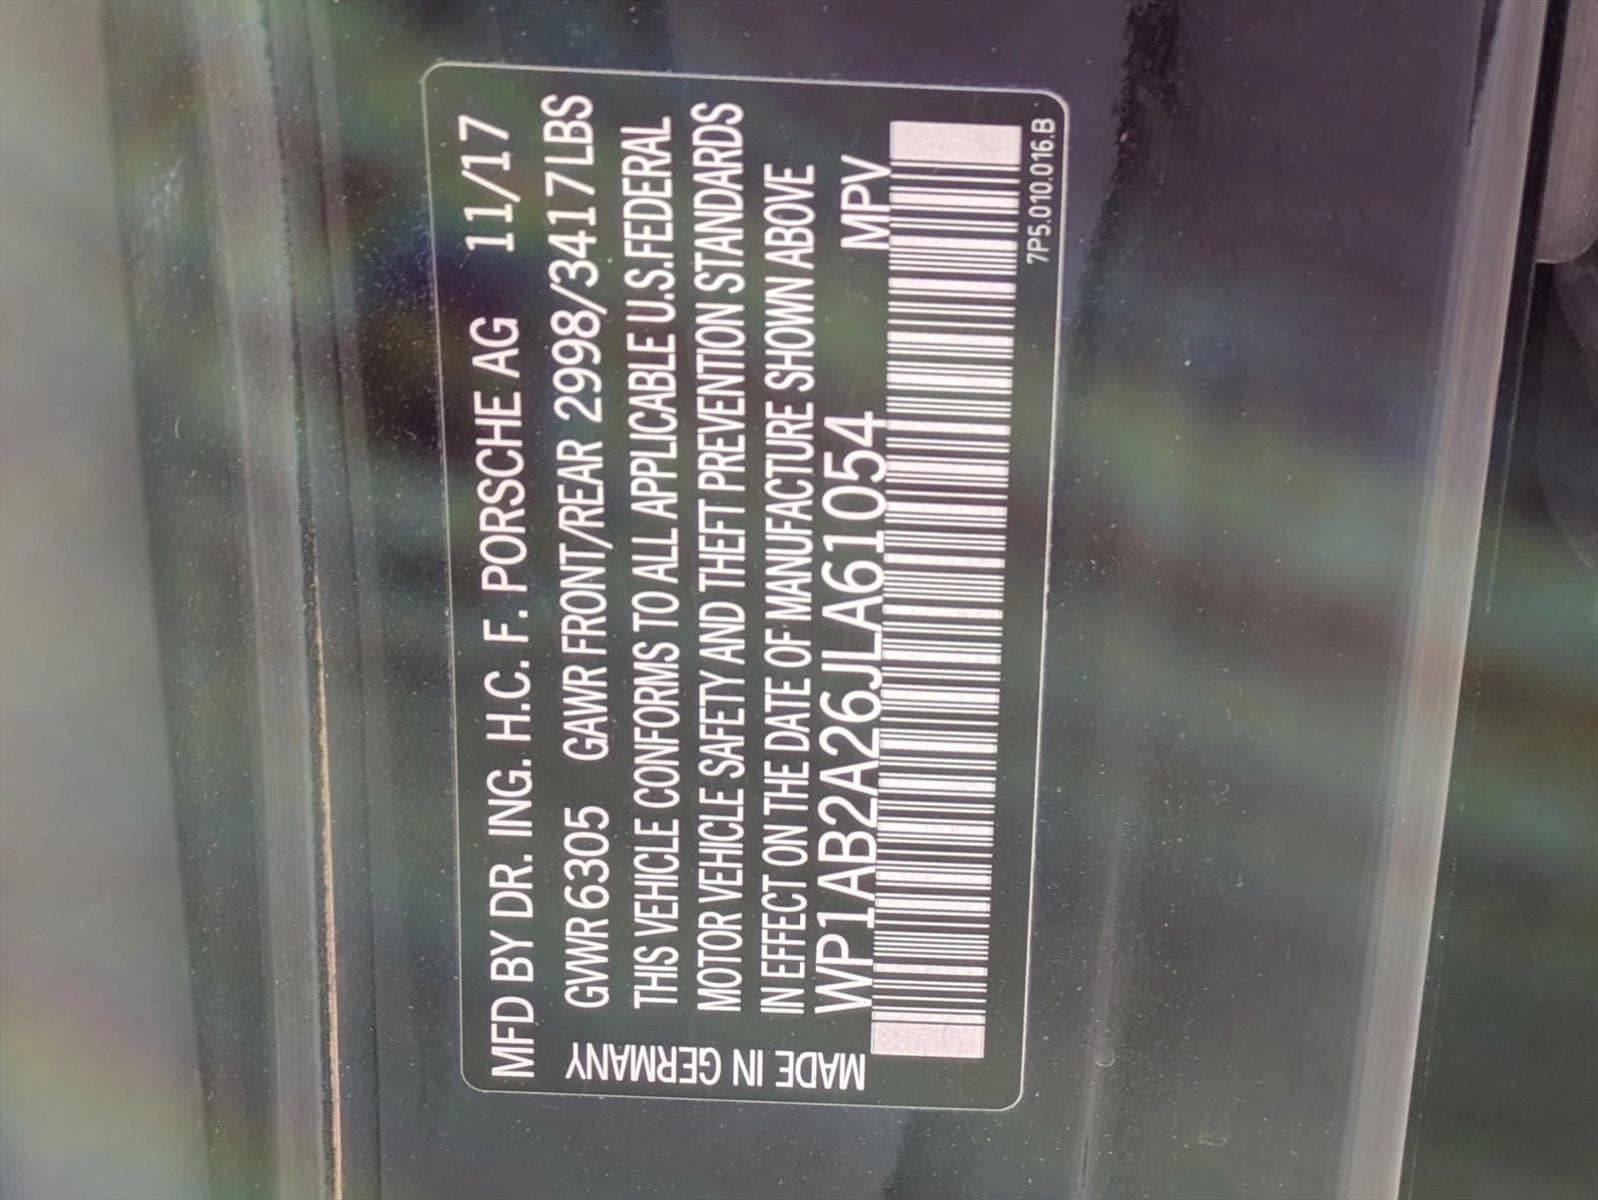 MFD BY DR. ING. H.C. F. PORSCHE AG 11/17
GVWR 6305 GAWR FRONT/REAR 2998/3417LBS
THIS VEHICLE CONFORMS TO ALL APPLICABLE U.S.FEDERAL
MOTOR VEHICLE SAFETY AND THEFT PREVENTION STANDARDS
IN EFFECT ON THE DATE OF MANUFACTURE SHOWN ABOVE
WP1AB2A26JLA61054 MPV
MADE IN GERMANY
7P5.010.016.B